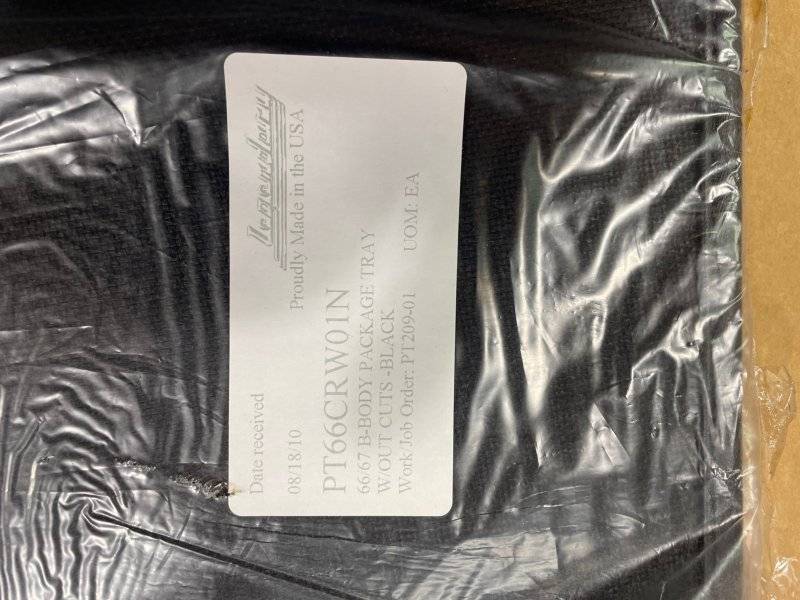 Date received
08/18/10
Proudly Made in the USA
PT66CRW01N
66/67 B-BODY PACKAGE TRAY
W/OUT CUTS -BLACK
Work/Job Order: PT209-01 UOM: EA